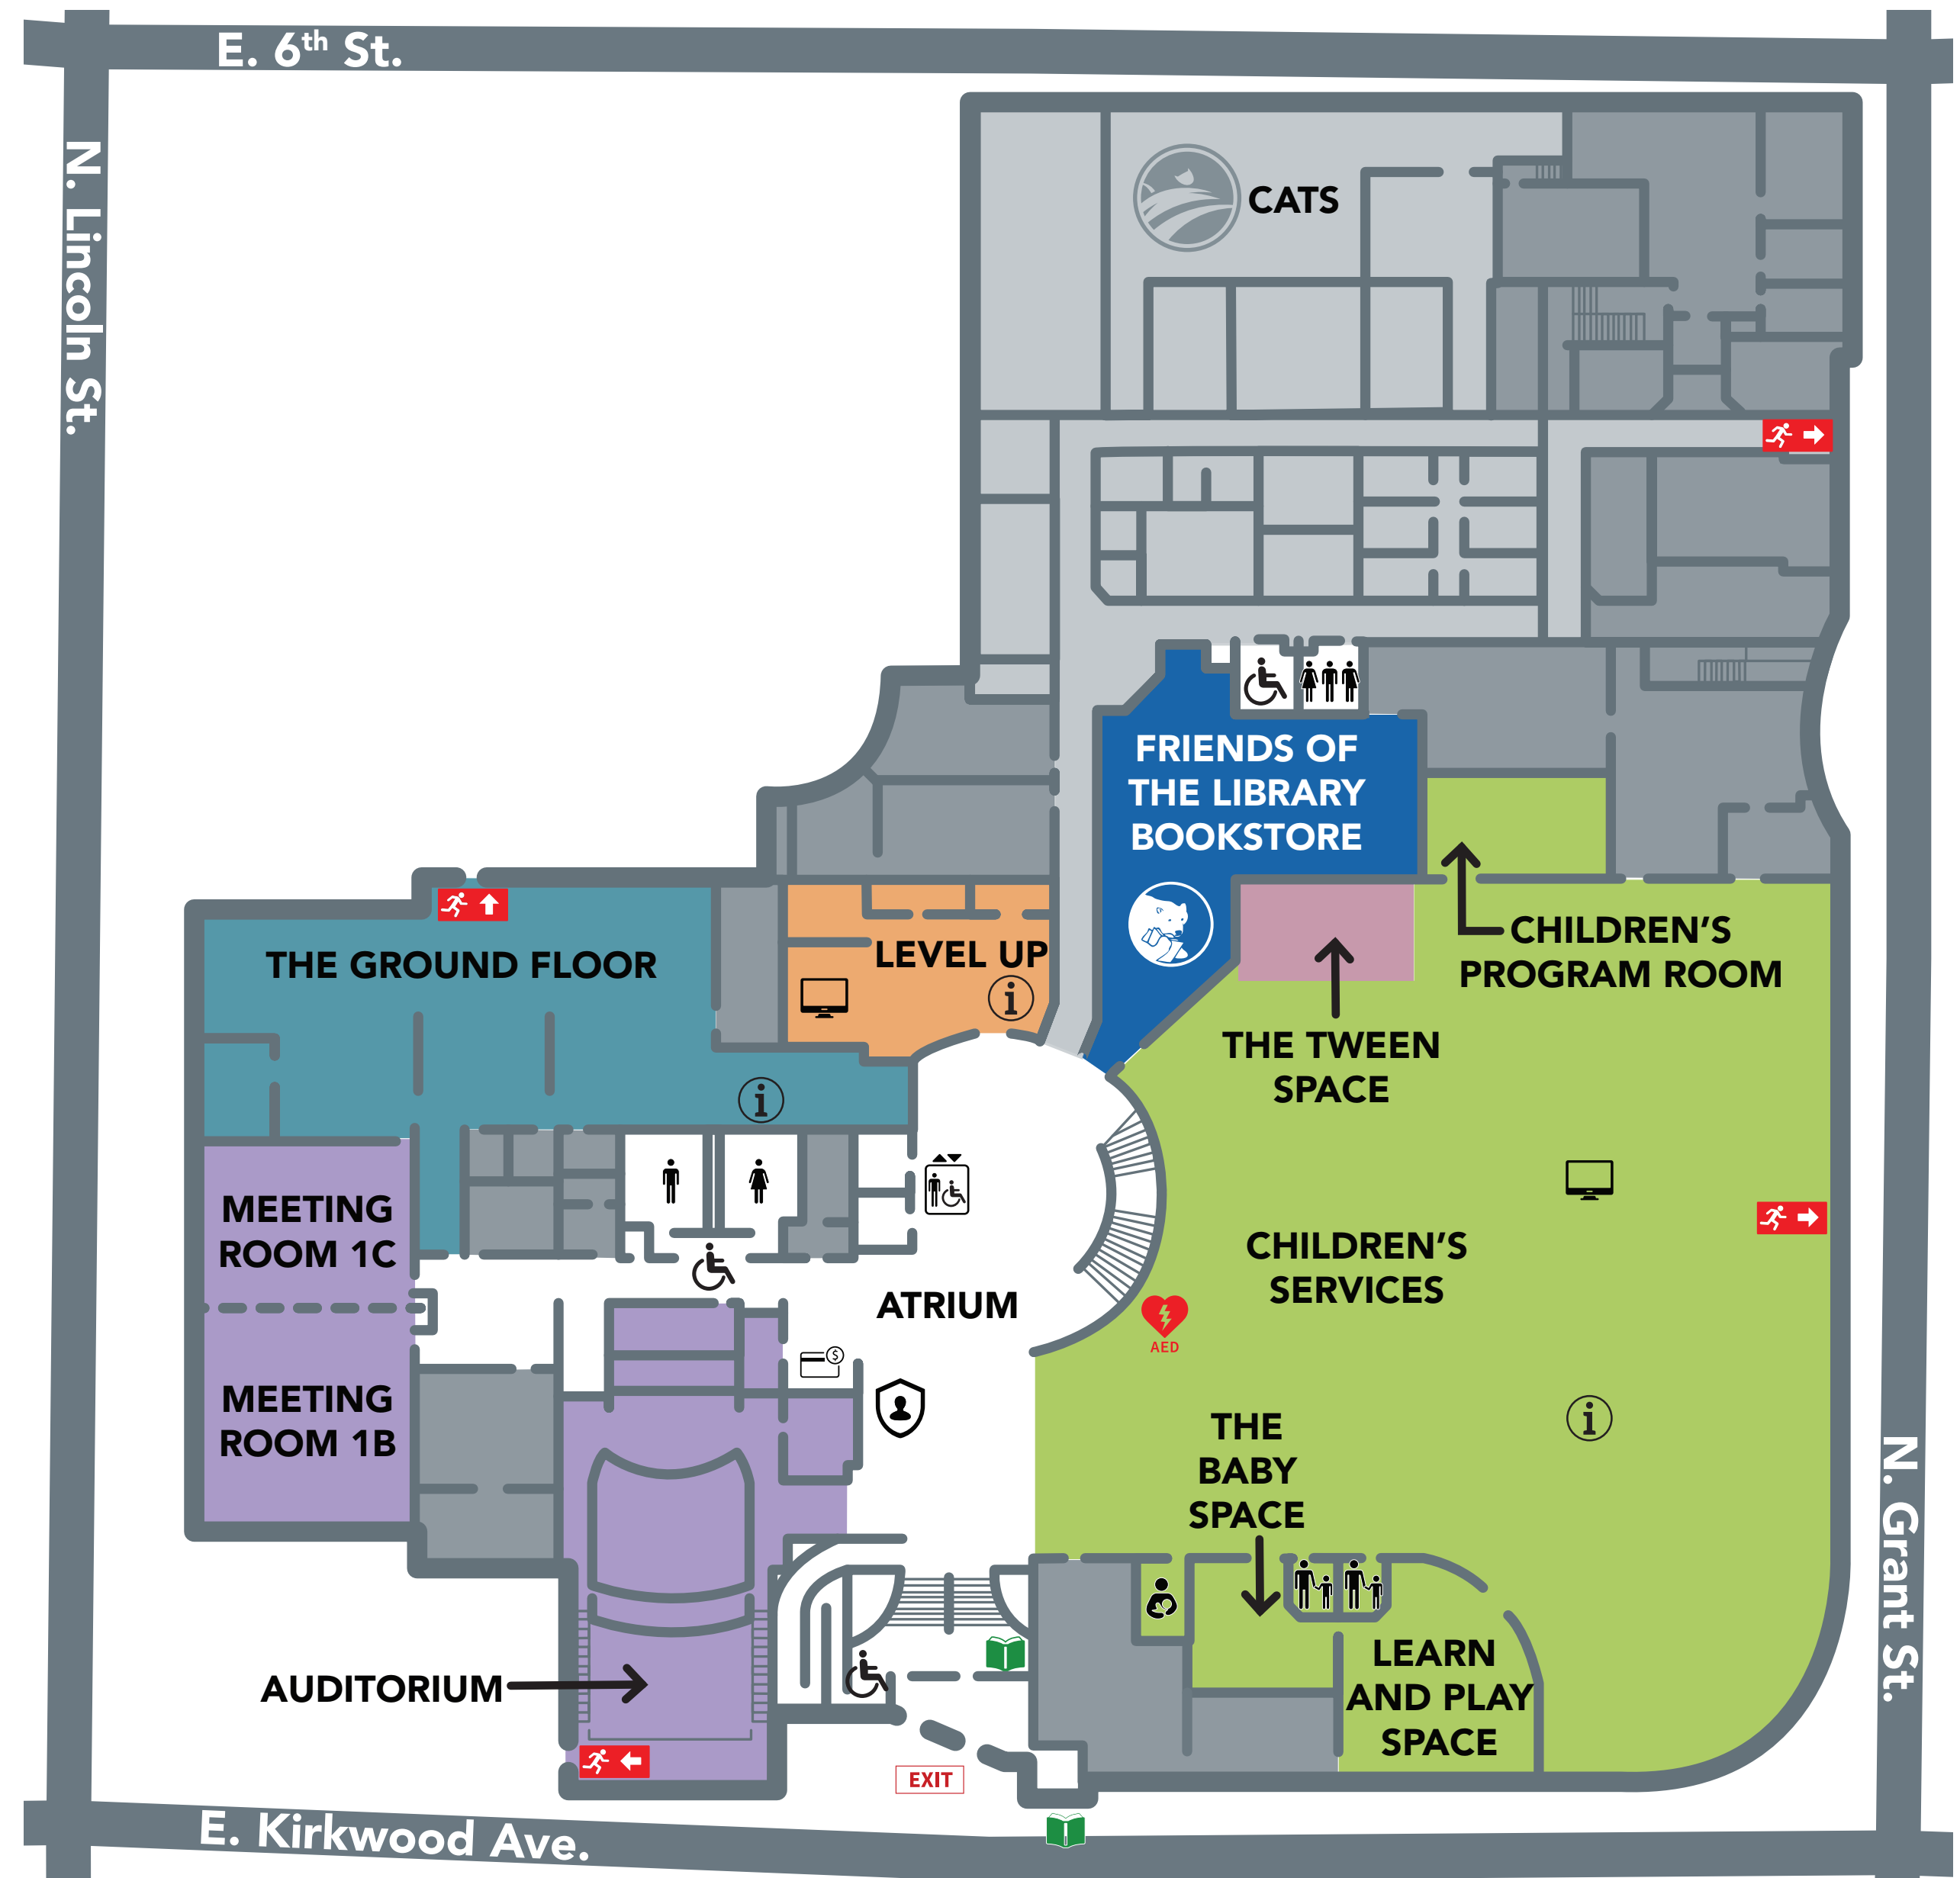 E. 6th St.
N. Lincoln St.
CATS
FRIENDS OF
THE LIBRARY
BOOKSTORE
THE GROUND FLOOR
LEVEL UP
CHILDREN'S
PROGRAM ROOM
THE TWEEN
SPACE
MEETING
ROOM 1C
CHILDREN'S
SERVICES
ATRIUM
AED
MEETING
ROOM 1B
THE
BABY
SPACE
N. Grant St.
LEARN
AND PLAY
SPACE
AUDITORIUM
EXIT
E. Kirkwood Ave.